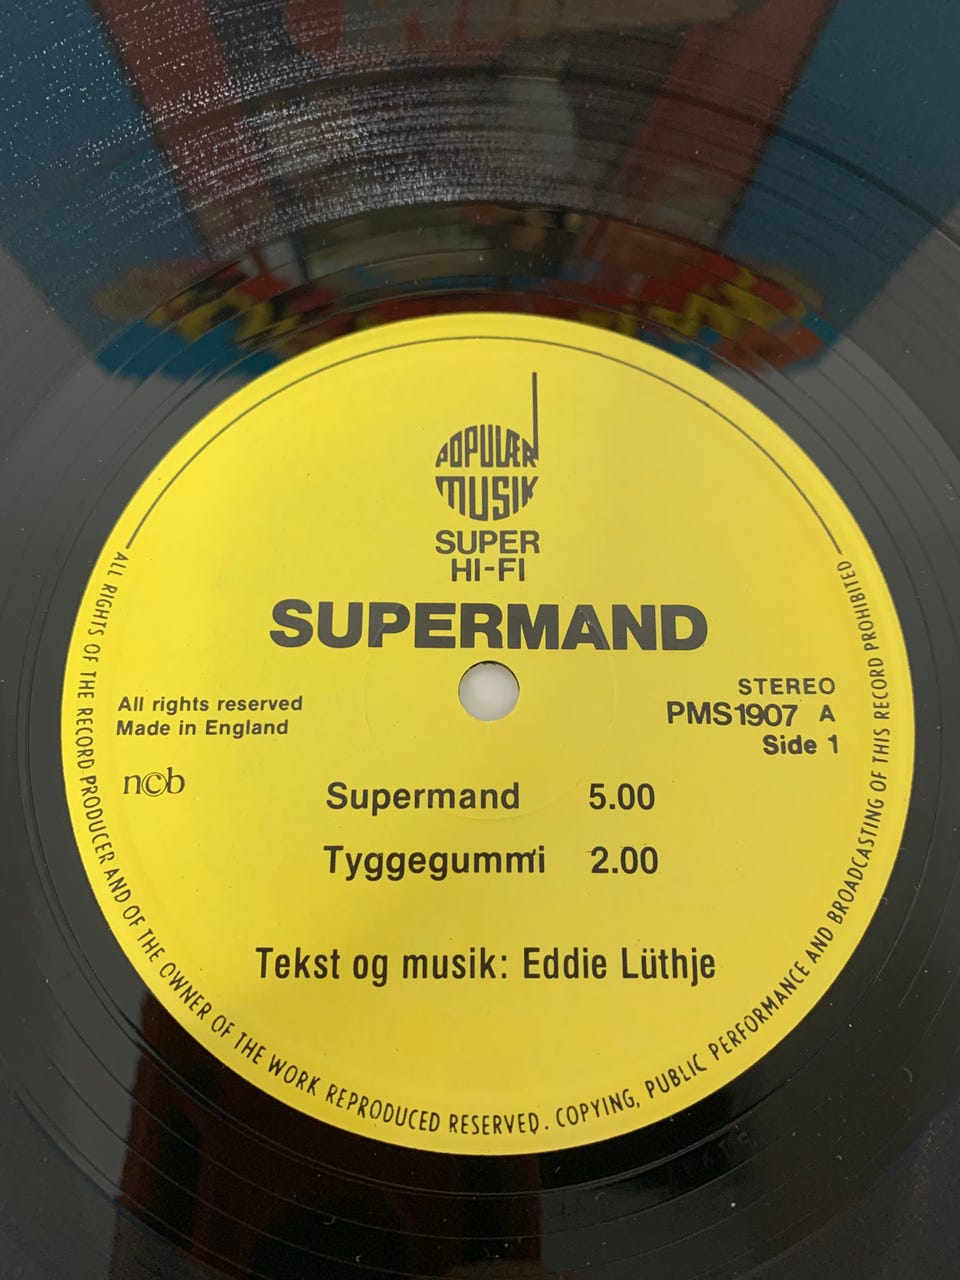 POPULÆR
MUSIK
SUPER
HI-FI
SUPERMAND
All rights reserved
Made in England
ncb
STEREO
PMS1907 A
Side 1
Supermand 5.00
Tyggegummi 2.00
Tekst og musik: Eddie Lüthje
ALL RIGHTS OF THE RECORD PRODUCER AND OF THE OWNER OF THE WORK REPRODUCED RESERVED. COPYING, PUBLIC PERFORMANCE AND BROADCASTING OF THIS RECORD PROHIBITED